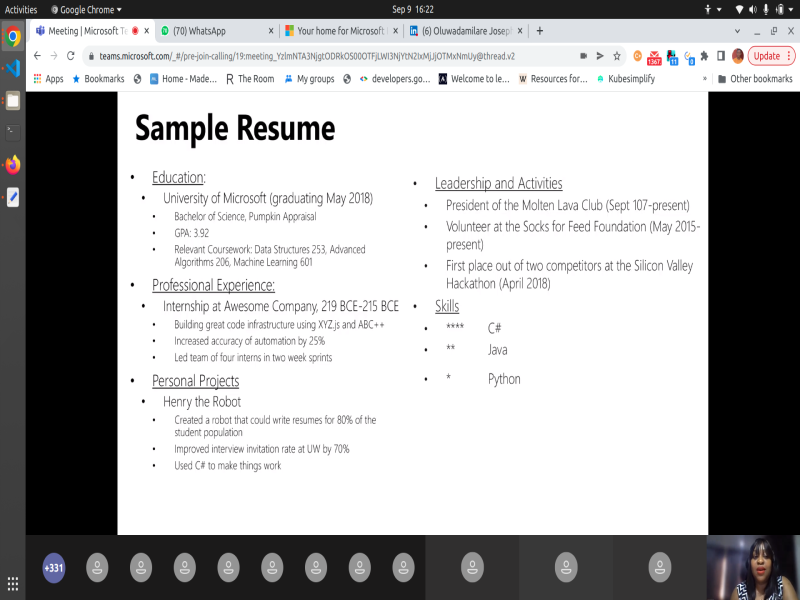 Activities
Google Chrome
Sep 9 16:22
Meeting | Microsoft Te
(70) WhatsApp
Your home for Microsoft
(6) Oluwadamilare Joseph
teams.microsoft.com/_#/pre-join-calling/19:meeting_YzlmNTA3NjgtODRkOS00OTFjLWI3NjYtN2IxMjJjOTMxNmUy@thread.v2
Update
Apps
Bookmarks
Home - Made...
The Room
My groups
developers.go...
Welcome to le...
Resources for...
Kubesimplify
»
Other bookmarks
Sample Resume
• Education:
• University of Microsoft (graduating May 2018)
• Bachelor of Science, Pumpkin Appraisal
• GPA: 3.92
• Relevant Coursework: Data Structures 253, Advanced
Algorithms 206, Machine Learning 601
• Professional Experience:
• Internship at Awesome Company, 219 BCE-215 BCE
• Building great code infrastructure using XYZ.js and ABC++
• Increased accuracy of automation by 25%
• Led team of four interns in two week sprints
• Personal Projects
• Henry the Robot
• Created a robot that could write resumes for 80% of the
student population
• Improved interview invitation rate at UW by 70%
• Used C# to make things work
• Leadership and Activities
• President of the Molten Lava Club (Sept 107-present)
• Volunteer at the Socks for Feed Foundation (May 2015-
present)
• First place out of two competitors at the Silicon Valley
Hackathon (April 2018)
• Skills
• **** C#
• ** Java
• * Python
+331